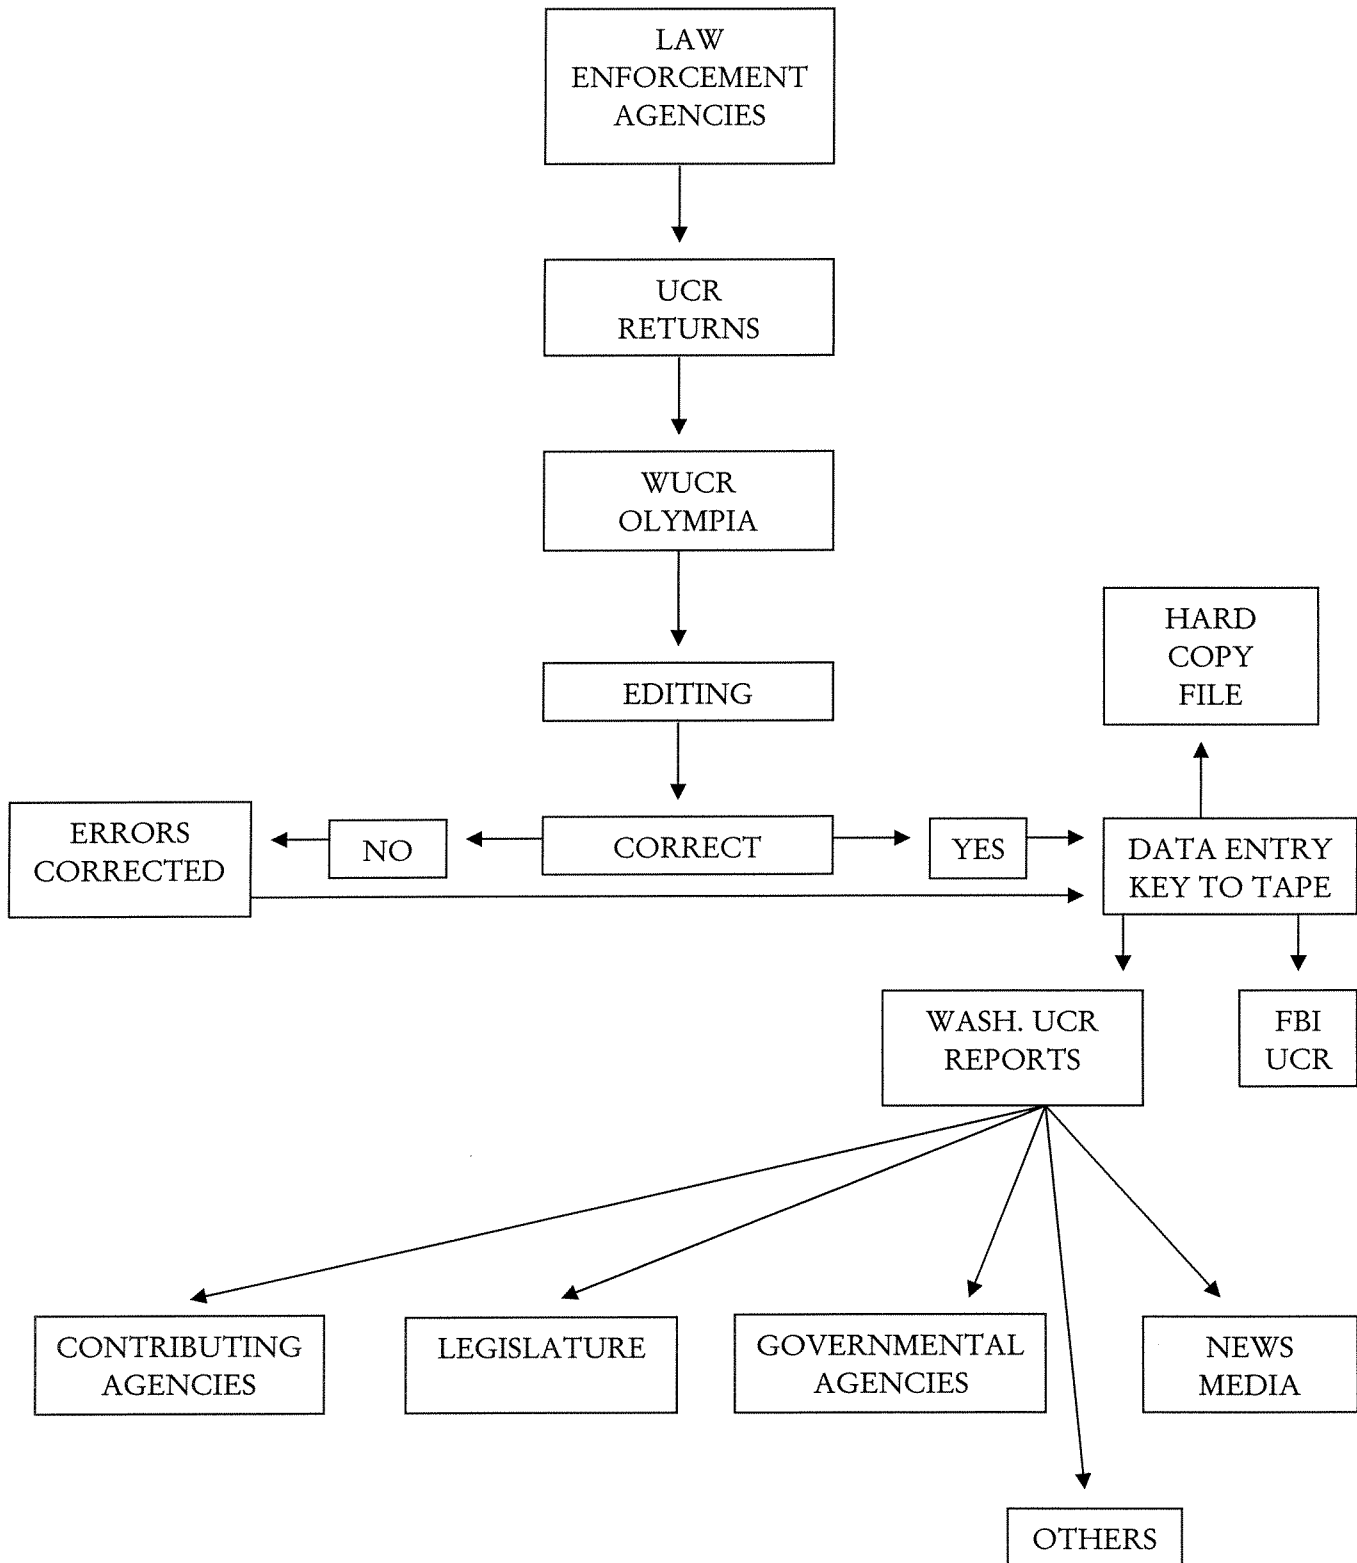 LAW
ENFORCEMENT
AGENCIES
UCR
RETURNS
WUCR
OLYMPIA
EDITING
HARD
COPY
FILE
ERRORS
CORRECTED
NO
CORRECT
YES
DATA ENTRY
KEY TO TAPE
WASH. UCR
REPORTS
FBI
UCR
CONTRIBUTING
AGENCIES
LEGISLATURE
GOVERNMENTAL
AGENCIES
NEWS
MEDIA
OTHERS